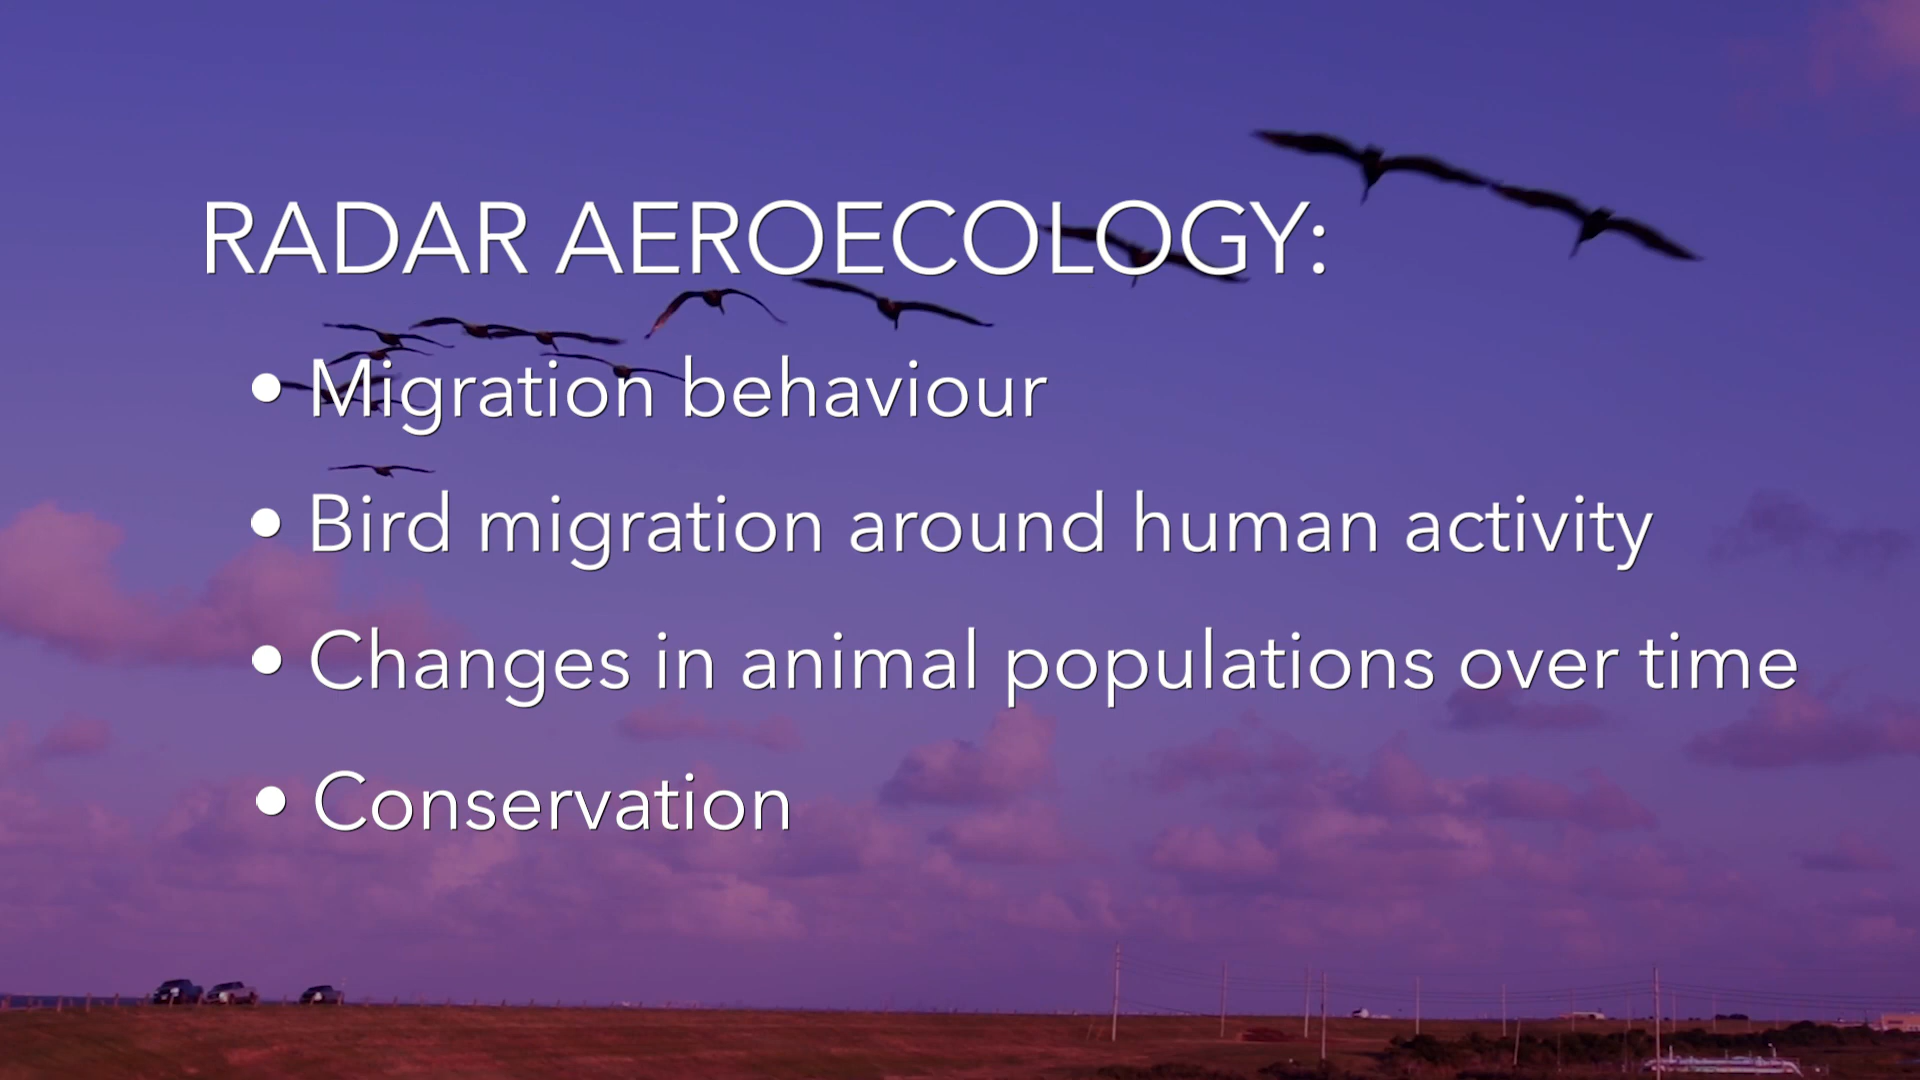 RADAR AEROECOLOGY:
• Migration behaviour
• Bird migration around human activity
• Changes in animal populations over time
• Conservation